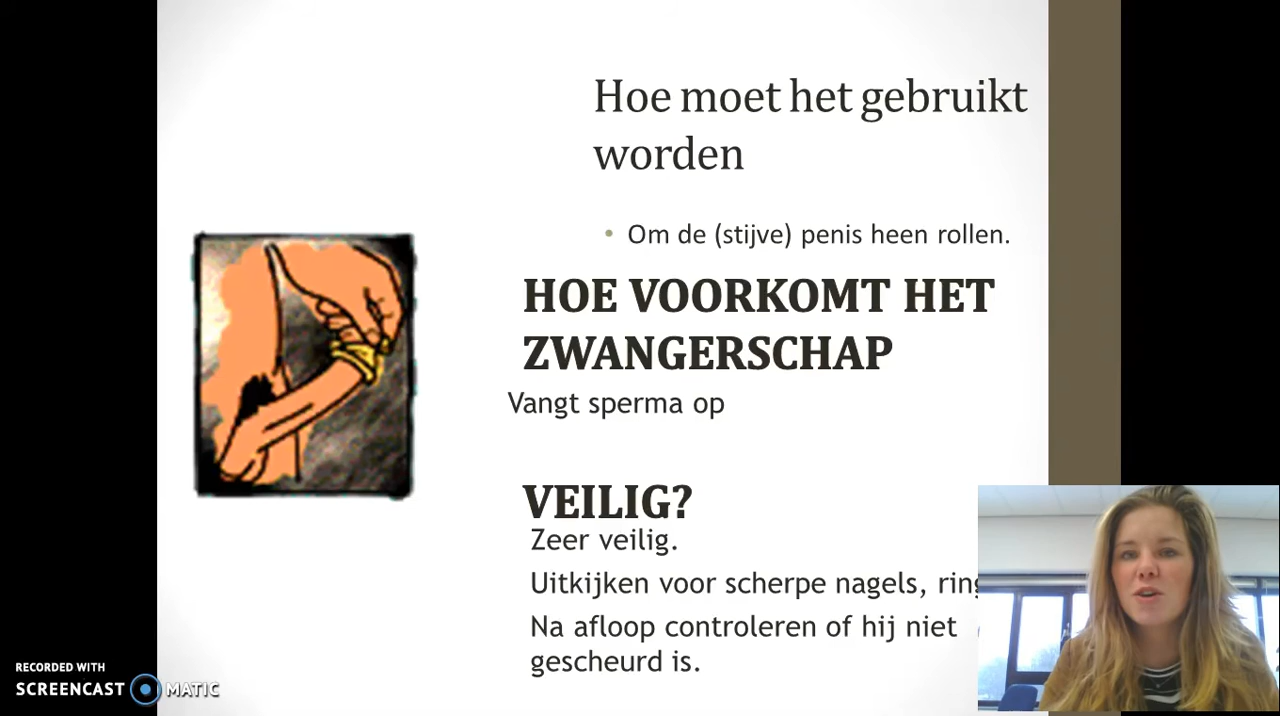 Hoe moet het gebruikt
worden
• Om de (stijve) penis heen rollen.
HOE VOORKOMT HET
ZWANGERSCHAP
Vangt sperma op
VEILIG?
Zeer veilig.
Uitkijken voor scherpe nagels,
Na afloop controleren of hij niet
gescheurd is.
RECORDED WITH
SCREENCAST MATIC